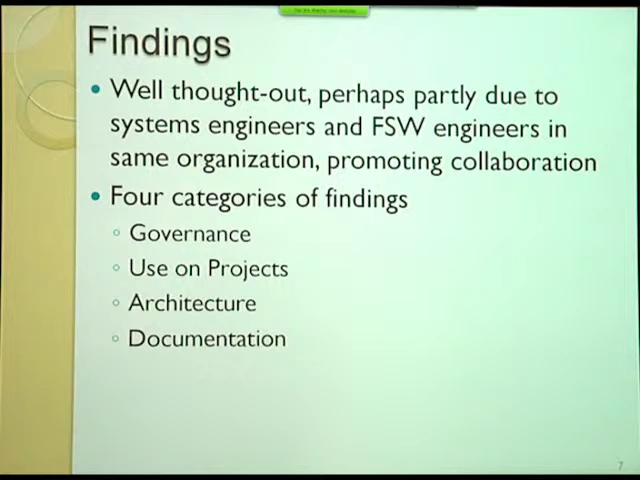 Findings
Well thought-out, perhaps partly due to
systems engineers and FSW engineers in
same organization, promoting collaboration
Four categories of findings
Governance
Use on Projects
Architecture
Documentation
7